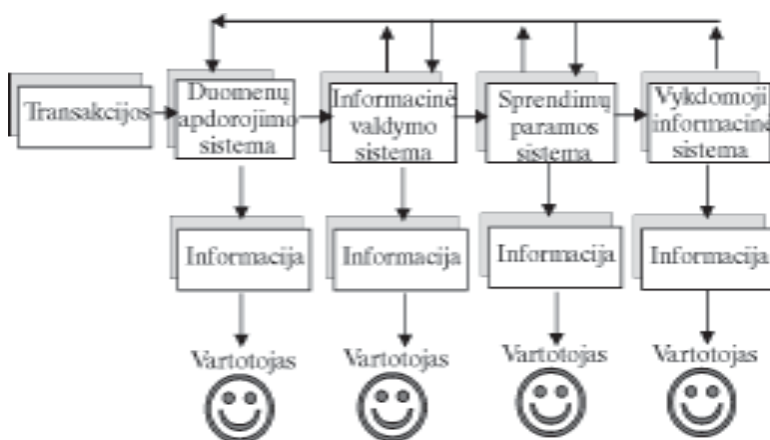 Transakcijos
Duomenų
apdorojimo
sistema
Informacinė
valdymo
sistema
Sprendimų
paramos
sistema
Vykdomoji
informacinė
sistema
Informacija
Informacija
Informacija
Informacija
Vartotojas
Vartotojas
Vartotojas
Vartotojas